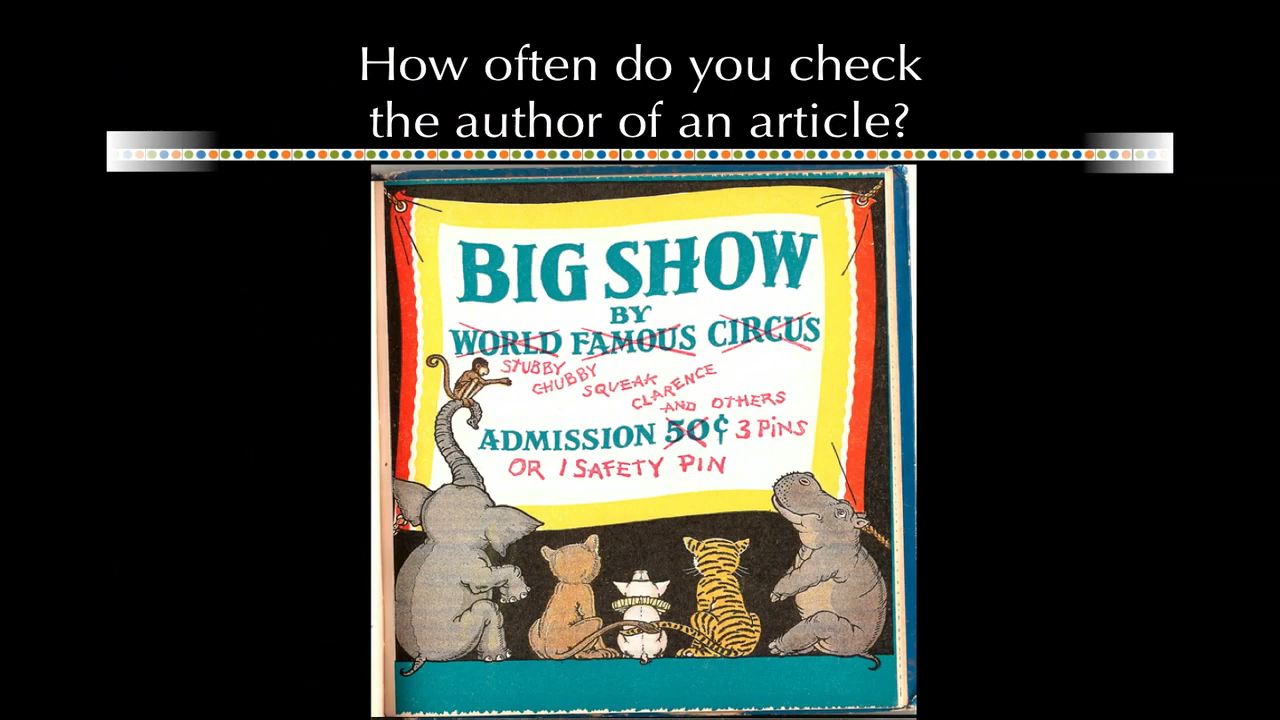 How often do you check
the author of an article?
BIG SHOW
BY
WORLD FAMOUS CIRCUS
STUBBY
CHUBBY
SQUEAK
CLARENCE
AND OTHERS
ADMISSION 50¢ 3 PiNS
OR 1 SAFETY PIN